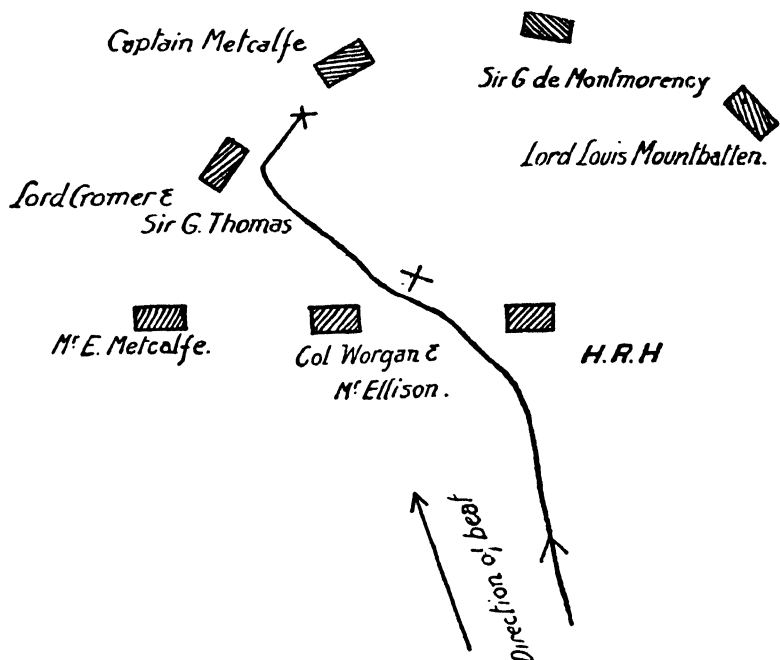 Captain Metcalfe
Sir G de Montmorency
Lord Louis Mountbatten.
Lord Cromer &
Sir G. Thomas
Mr E. Metcalfe.
Col Worgan &
Mr Ellison.
H.R.H
Direction of beat